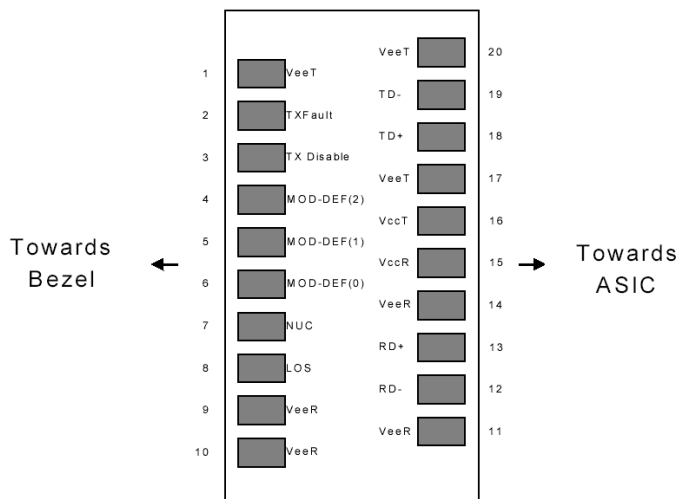 VeeT 20
1 VeeT
TD- 19
2 TXFault
TD+ 18
3 TX Disable
VeeT 17
4 MOD-DEF(2)
VccT 16
5 MOD-DEF(1)
Towards
Bezel
VccR 15
Towards
ASIC
6 MOD-DEF(0)
VeeR 14
7 NUC
RD+ 13
8 LOS
RD- 12
9 VeeR
VeeR 11
10 VeeR